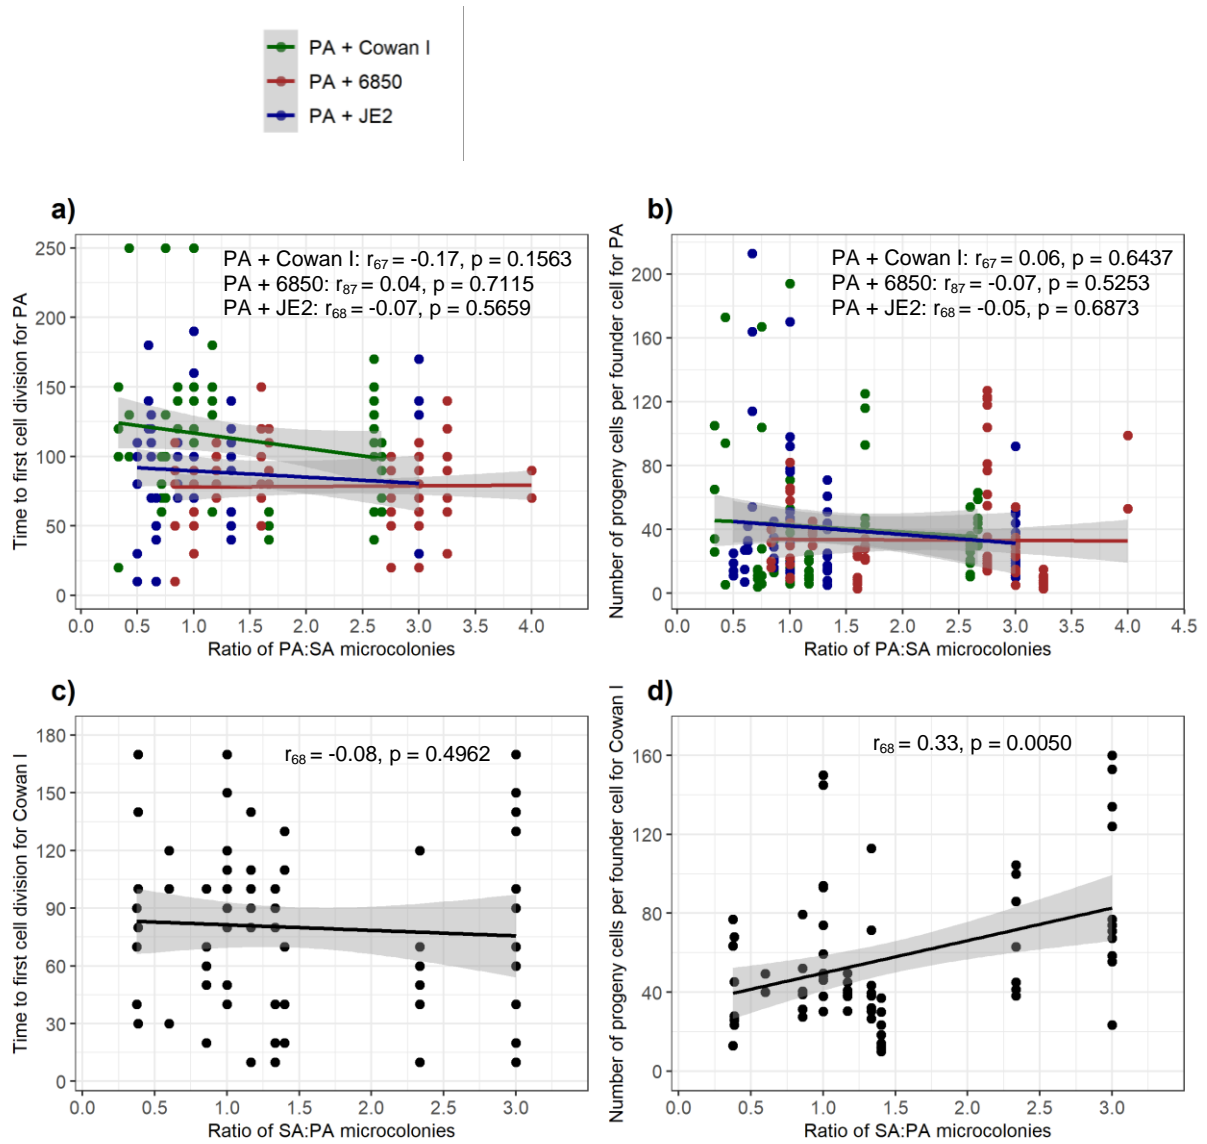 PA + Cowan I
PA + 6850
PA + JE2
a)
Time to first cell division for PA
250
200
150
100
50
0
PA + Cowan I: r67 = -0.17, p = 0.1563
PA + 6850: r87 = 0.04, p = 0.7115
PA + JE2: r68 = -0.07, p = 0.5659
0.0 0.5 1.0 1.5 2.0 2.5 3.0 3.5 4.0
Ratio of PA:SA microcolonies
b)
Number of progeny cells per founder cell for PA
200
160
120
80
40
0
PA + Cowan I: r67 = 0.06, p = 0.6437
PA + 6850: r87 = -0.07, p = 0.5253
PA + JE2: r68 = -0.05, p = 0.6873
0.0 0.5 1.0 1.5 2.0 2.5 3.0 3.5 4.0 4.5
Ratio of PA:SA microcolonies
c)
Time to first cell division for Cowan I
180
150
120
90
60
30
0
r68 = -0.08, p = 0.4962
0.0 0.5 1.0 1.5 2.0 2.5 3.0
Ratio of SA:PA microcolonies
d)
Number of progeny cells per founder cell for Cowan I
160
120
80
40
0
r68 = 0.33, p = 0.0050
0.0 0.5 1.0 1.5 2.0 2.5 3.0
Ratio of SA:PA microcolonies